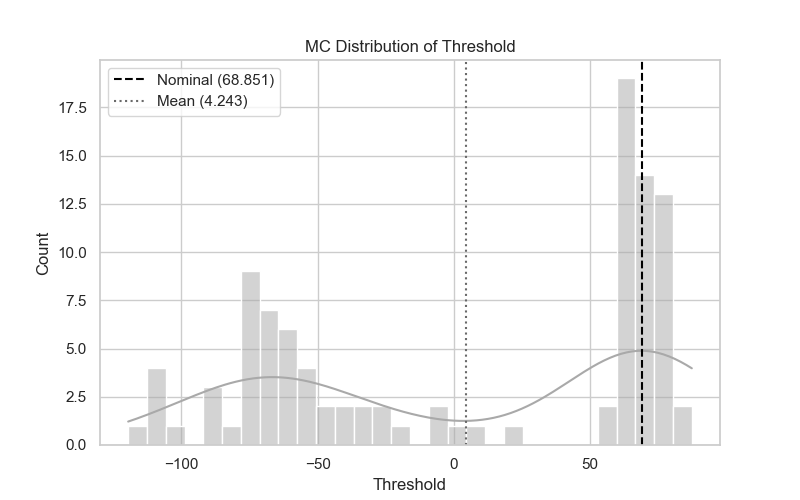 MC Distribution of Threshold
Nominal (68.851)
Mean (4.243)
17.5
15.0
12.5
10.0
7.5
5.0
2.5
0.0
Count
−100
−50
0
50
Threshold